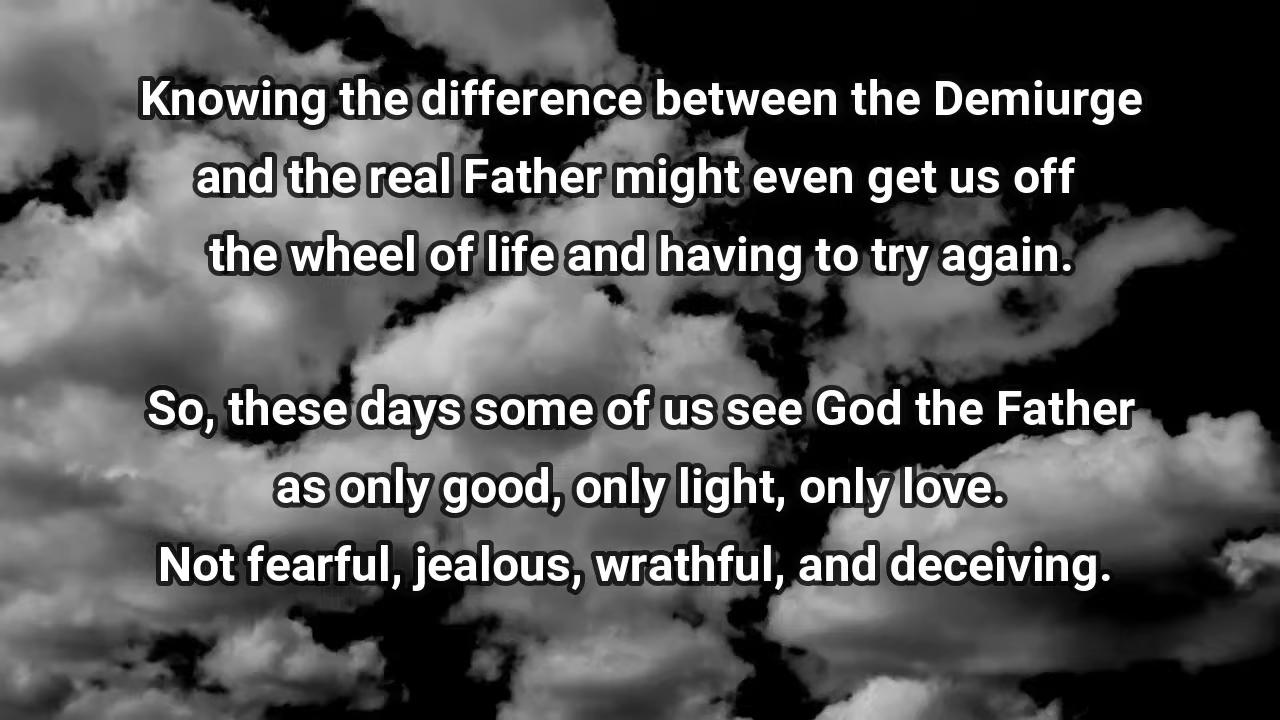 Knowing the difference between the Demiurge
and the real Father might even get us off
the wheel of life and having to try again.
So, these days some of us see God the Father
as only good, only light, only love.
Not fearful, jealous, wrathful, and deceiving.